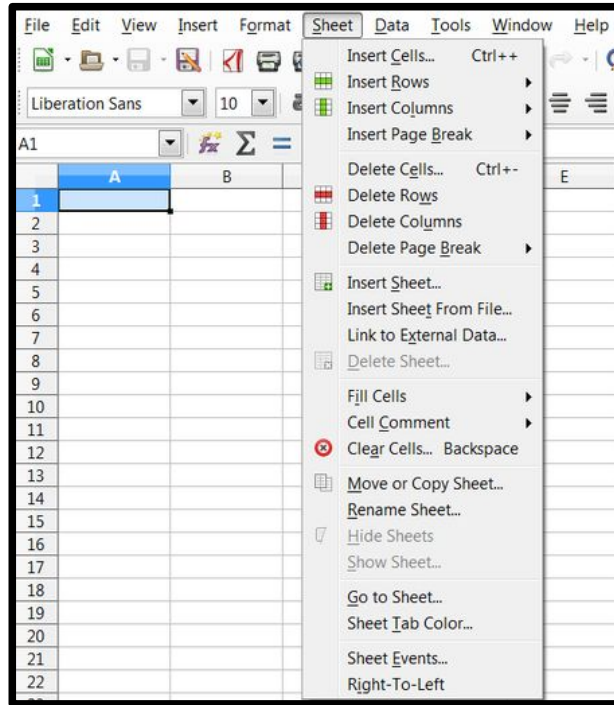 File Edit View Insert Format Sheet Data Tools Window Help
Liberation Sans 10
A1
A B E
Insert Cells... Ctrl++
Insert Rows
Insert Columns
Insert Page Break
Delete Cells... Ctrl+-
Delete Rows
Delete Columns
Delete Page Break
Insert Sheet...
Insert Sheet From File...
Link to External Data...
Delete Sheet...
Fill Cells
Cell Comment
Clear Cells... Backspace
Move or Copy Sheet...
Rename Sheet...
Hide Sheets
Show Sheet...
Go to Sheet...
Sheet Tab Color...
Sheet Events...
Right-To-Left
1
2
3
4
5
6
7
8
9
10
11
12
13
14
15
16
17
18
19
20
21
22